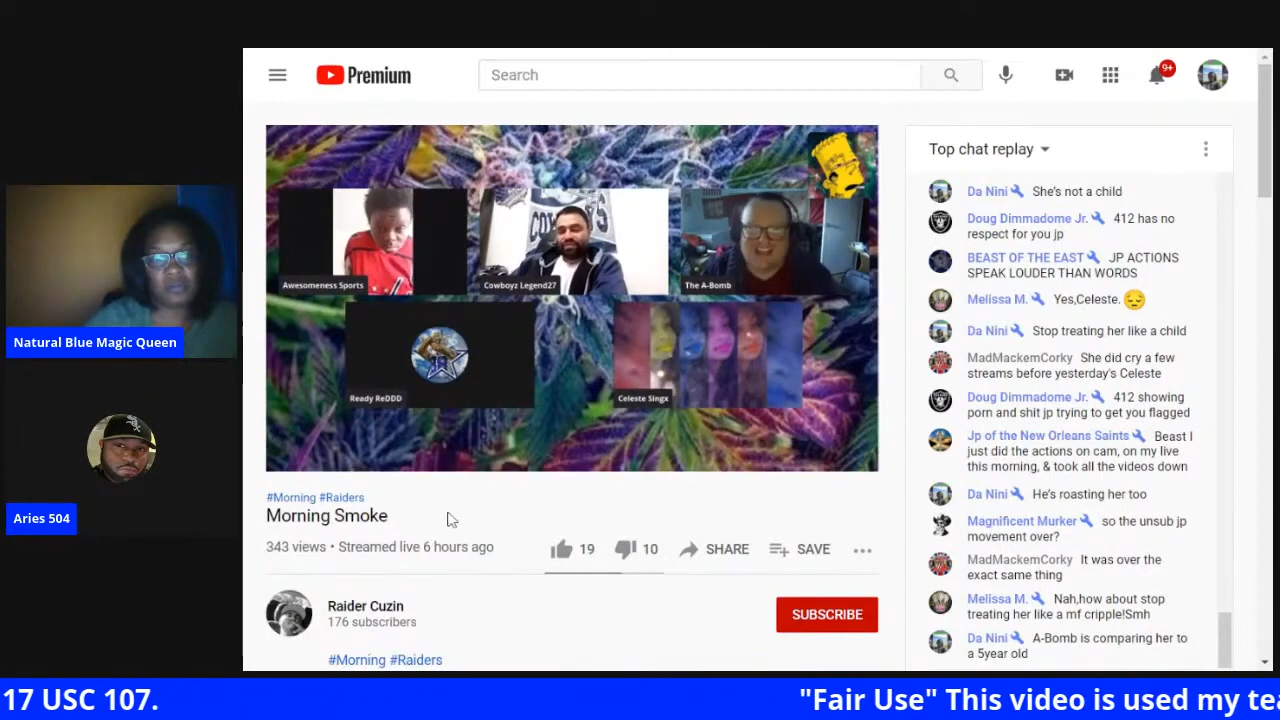 Premium
Search
9+
Awesomeness Sports
Cowboyz Legend27
The A-Bomb
Ready ReDDD
Celeste Singx
Top chat replay
Da Nini She's not a child
Doug Dimmadome Jr. 412 has no
respect for you jp
BEAST OF THE EAST JP ACTIONS
SPEAK LOUDER THAN WORDS
Melissa M. Yes,Celeste. 😔
Da Nini Stop treating her like a child
MadMackemCorky She did cry a few
streams before yesterday's Celeste
Doug Dimmadome Jr. 412 showing
porn and shit jp trying to get you flagged
Jp of the New Orleans Saints Beast I
just did the actions on cam, on my live
this morning, & took all the videos down
Da Nini He's roasting her too
Magnificent Murker so the unsub jp
movement over?
MadMackemCorky It was over the
exact same thing
Melissa M. Nah,how about stop
treating her like a mf cripple!Smh
Da Nini A-Bomb is comparing her to
a 5year old
Natural Blue Magic Queen
Aries 504
#Morning #Raiders
Morning Smoke
343 views • Streamed live 6 hours ago
19
10
SHARE
SAVE
Raider Cuzin
176 subscribers
SUBSCRIBE
#Morning #Raiders
17 USC 107. "Fair Use" This video is used my tea